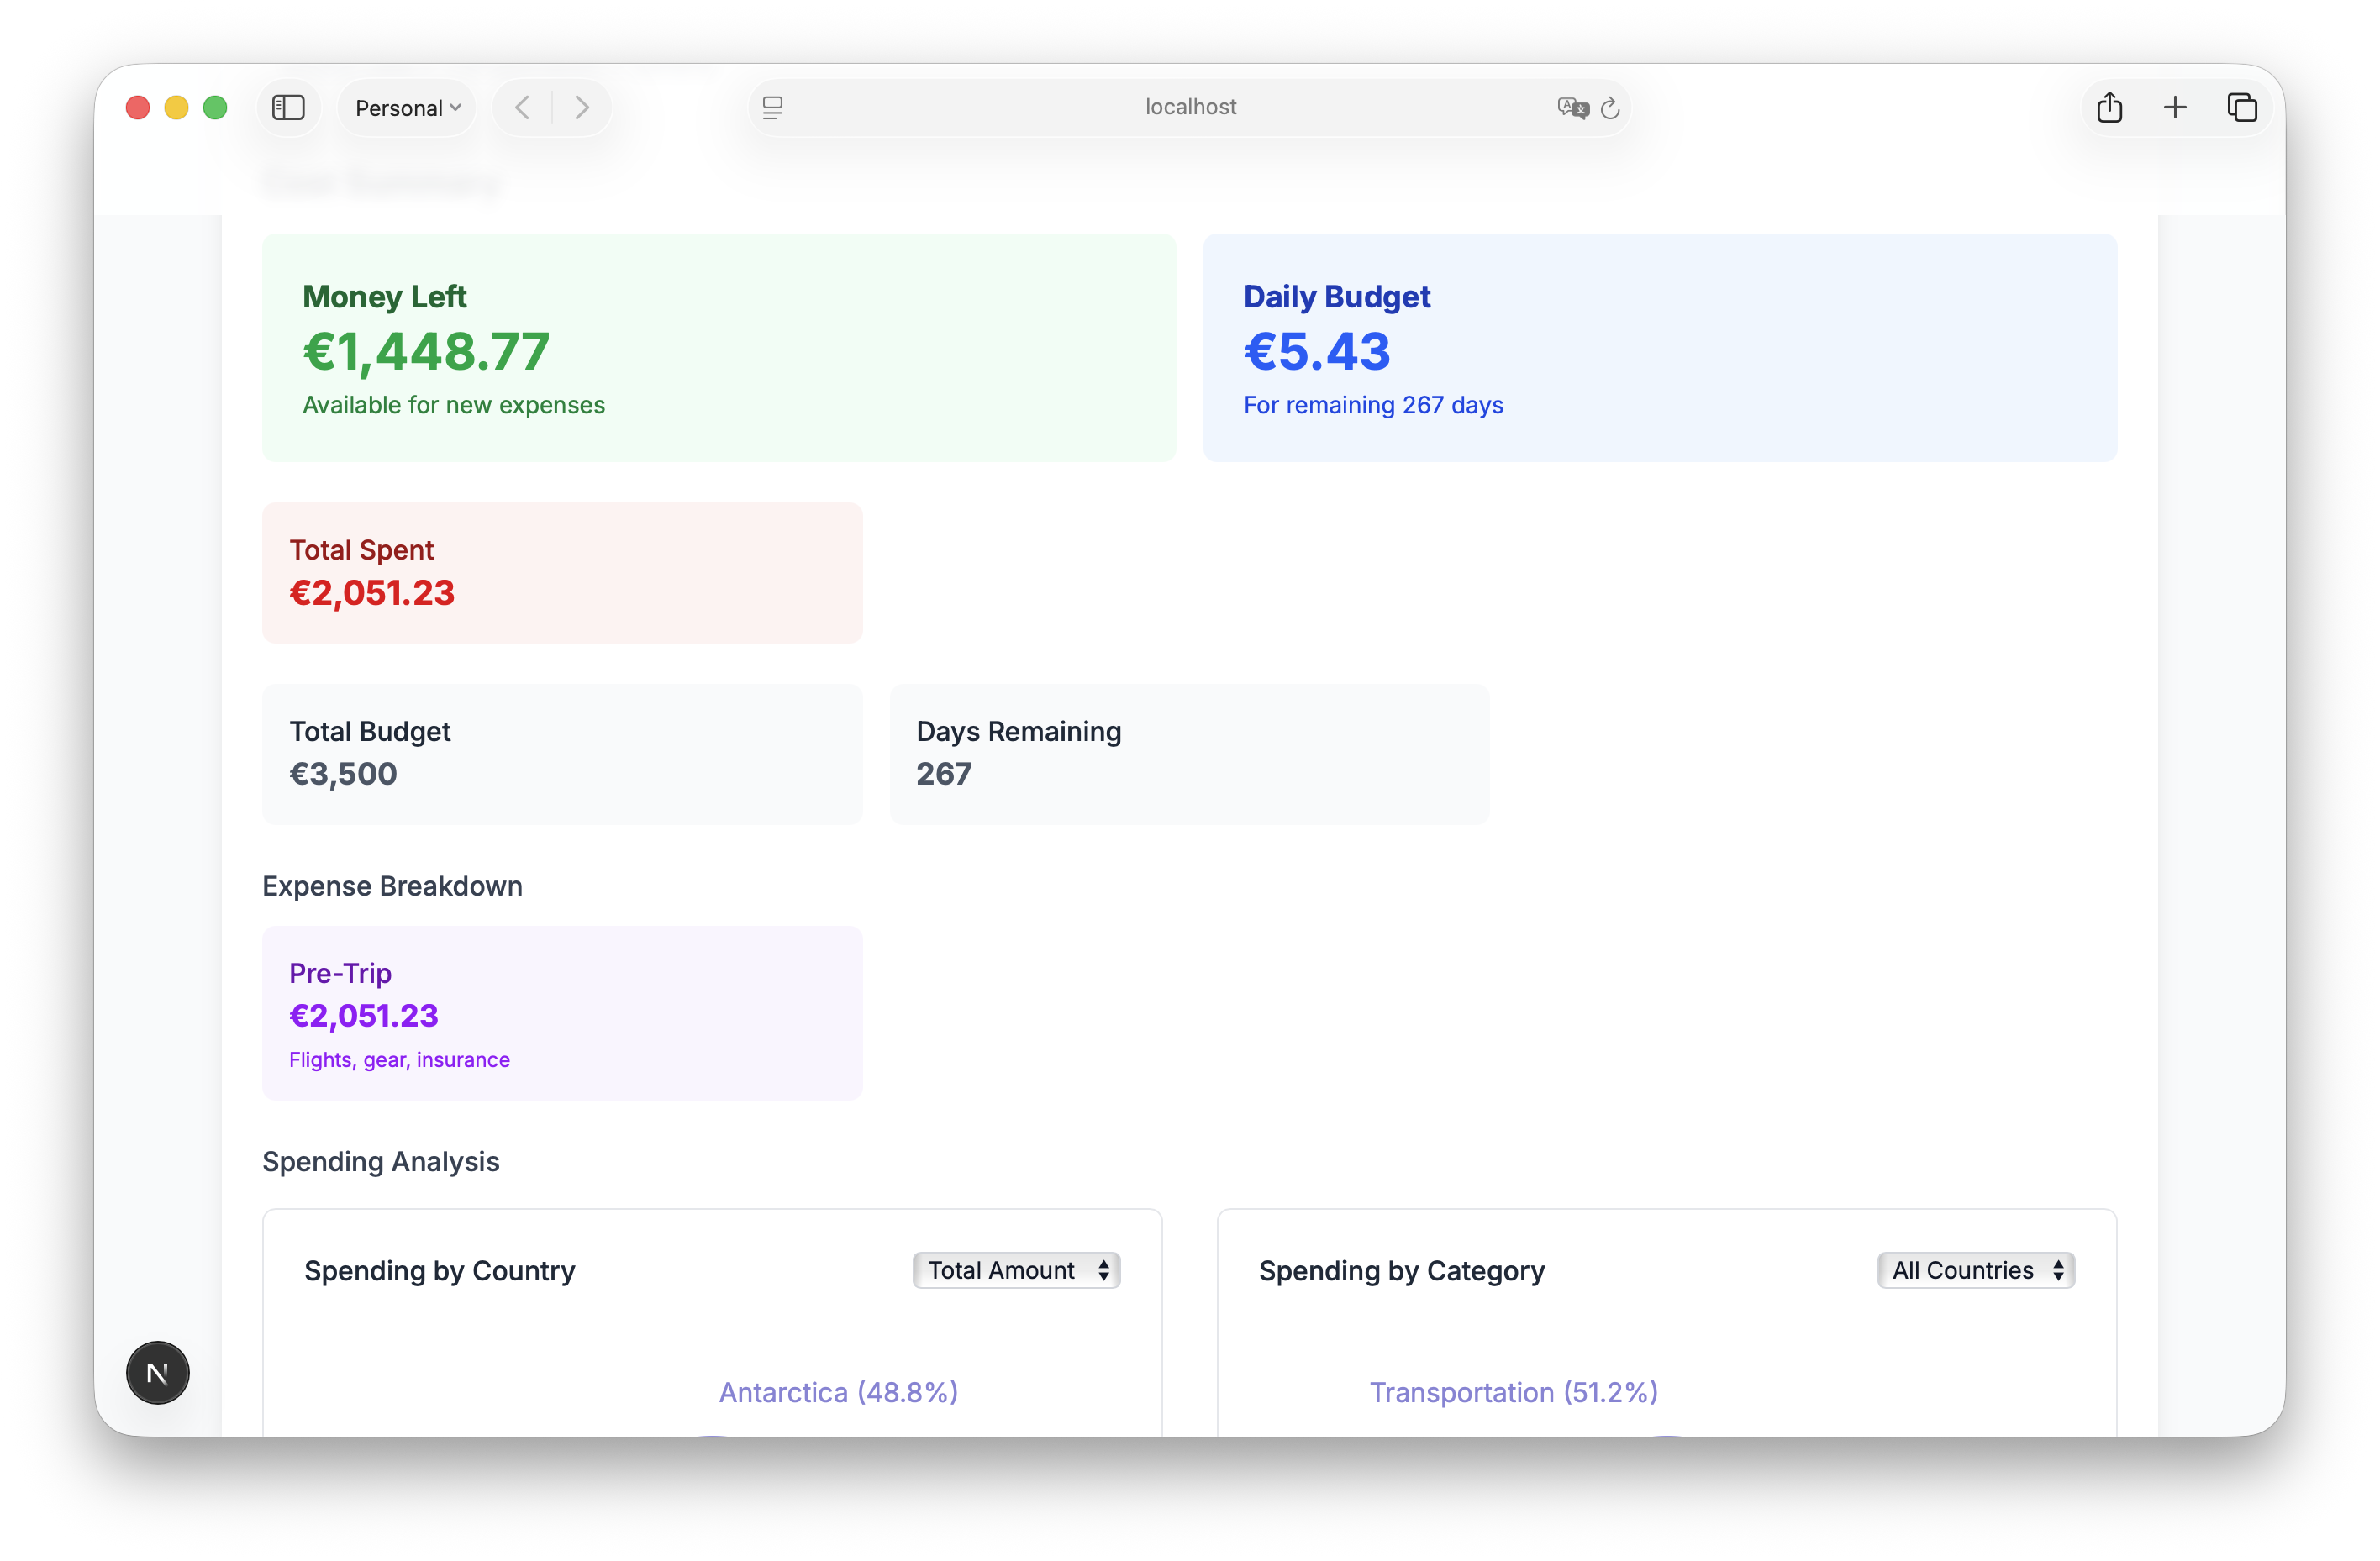 Personal
localhost
Money Left
€1,448.77
Available for new expenses
Daily Budget
€5.43
For remaining 267 days
Total Spent
€2,051.23
Total Budget
€3,500
Days Remaining
267
Expense Breakdown
Pre-Trip
€2,051.23
Flights, gear, insurance
Spending Analysis
Spending by Country
Total Amount
Antarctica (48.8%)
Spending by Category
All Countries
Transportation (51.2%)
N